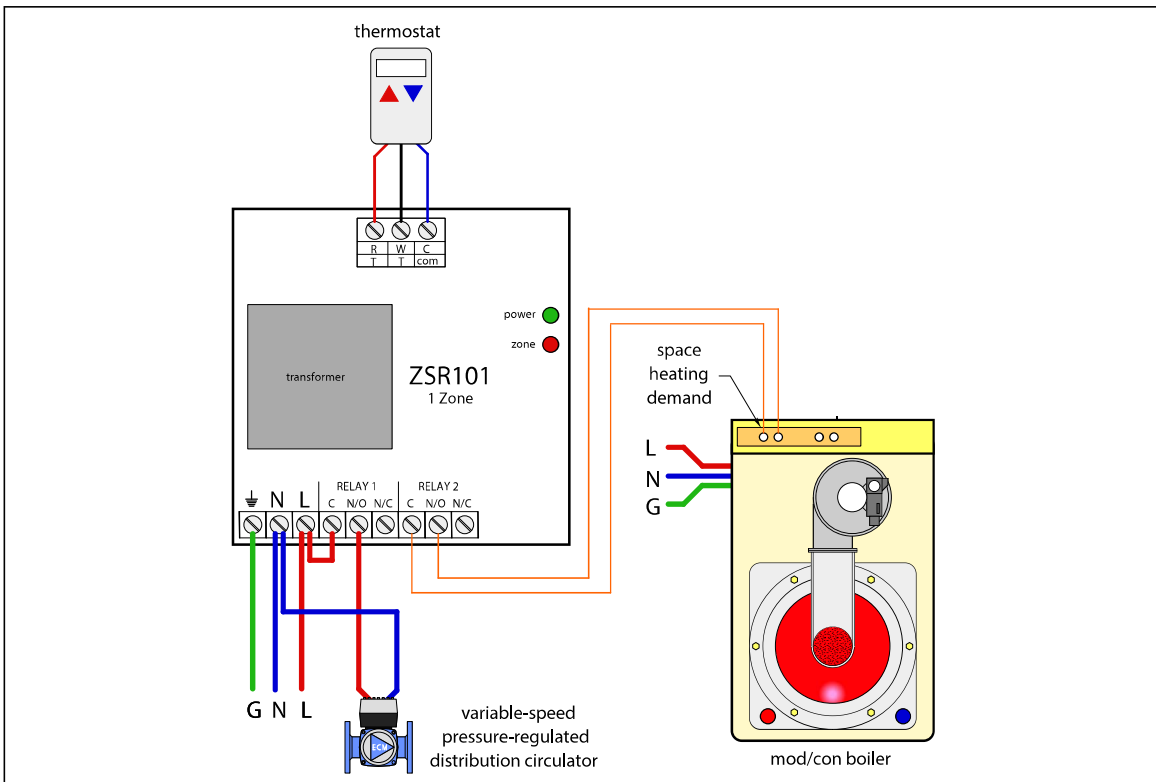 thermostat
R W C
T T com
power
zone
transformer
ZSR101
1 Zone
space
heating
demand
L
N
G
RELAY 1 RELAY 2
N L C N/O N/C C N/O N/C
G N L
ECM
variable-speed
pressure-regulated
distribution circulator
mod/con boiler